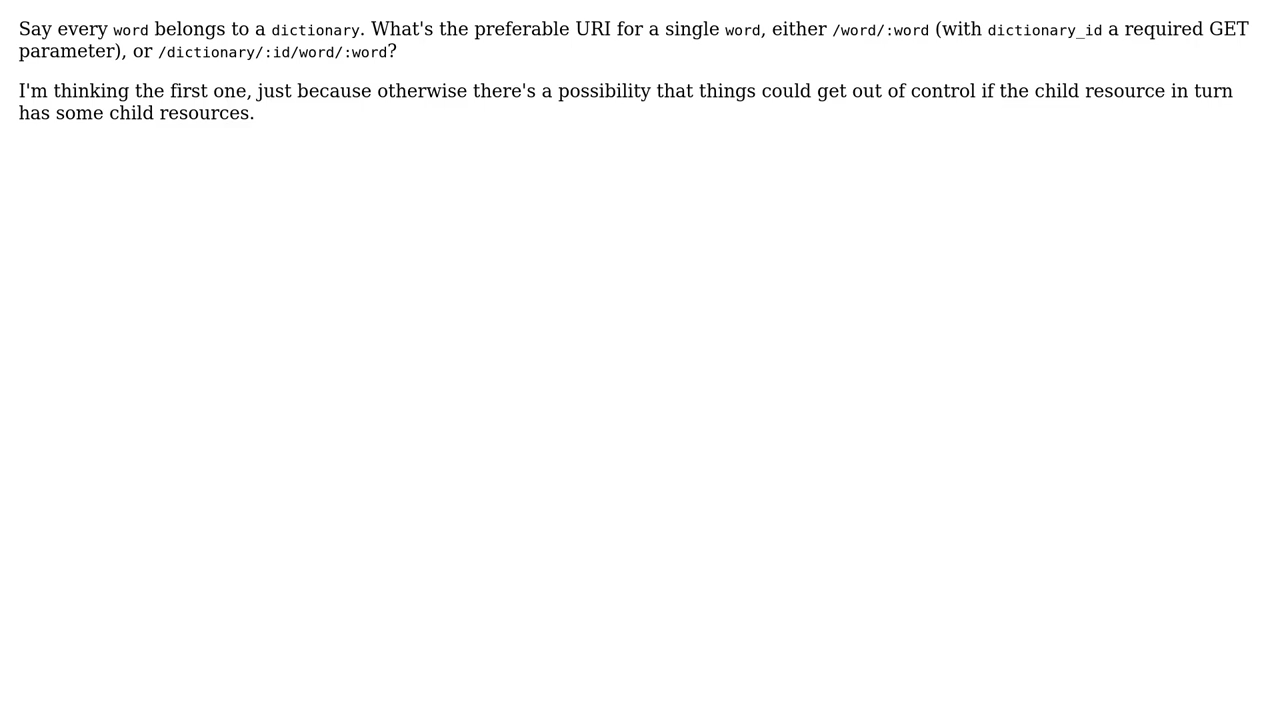 Say every word belongs to a dictionary. What's the preferable URI for a single word, either /word/:word (with dictionary_id a required GET
parameter), or /dictionary/:id/word/:word?
I'm thinking the first one, just because otherwise there's a possibility that things could get out of control if the child resource in turn
has some child resources.